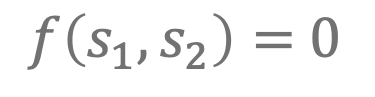 f(s₁, s₂) = 0